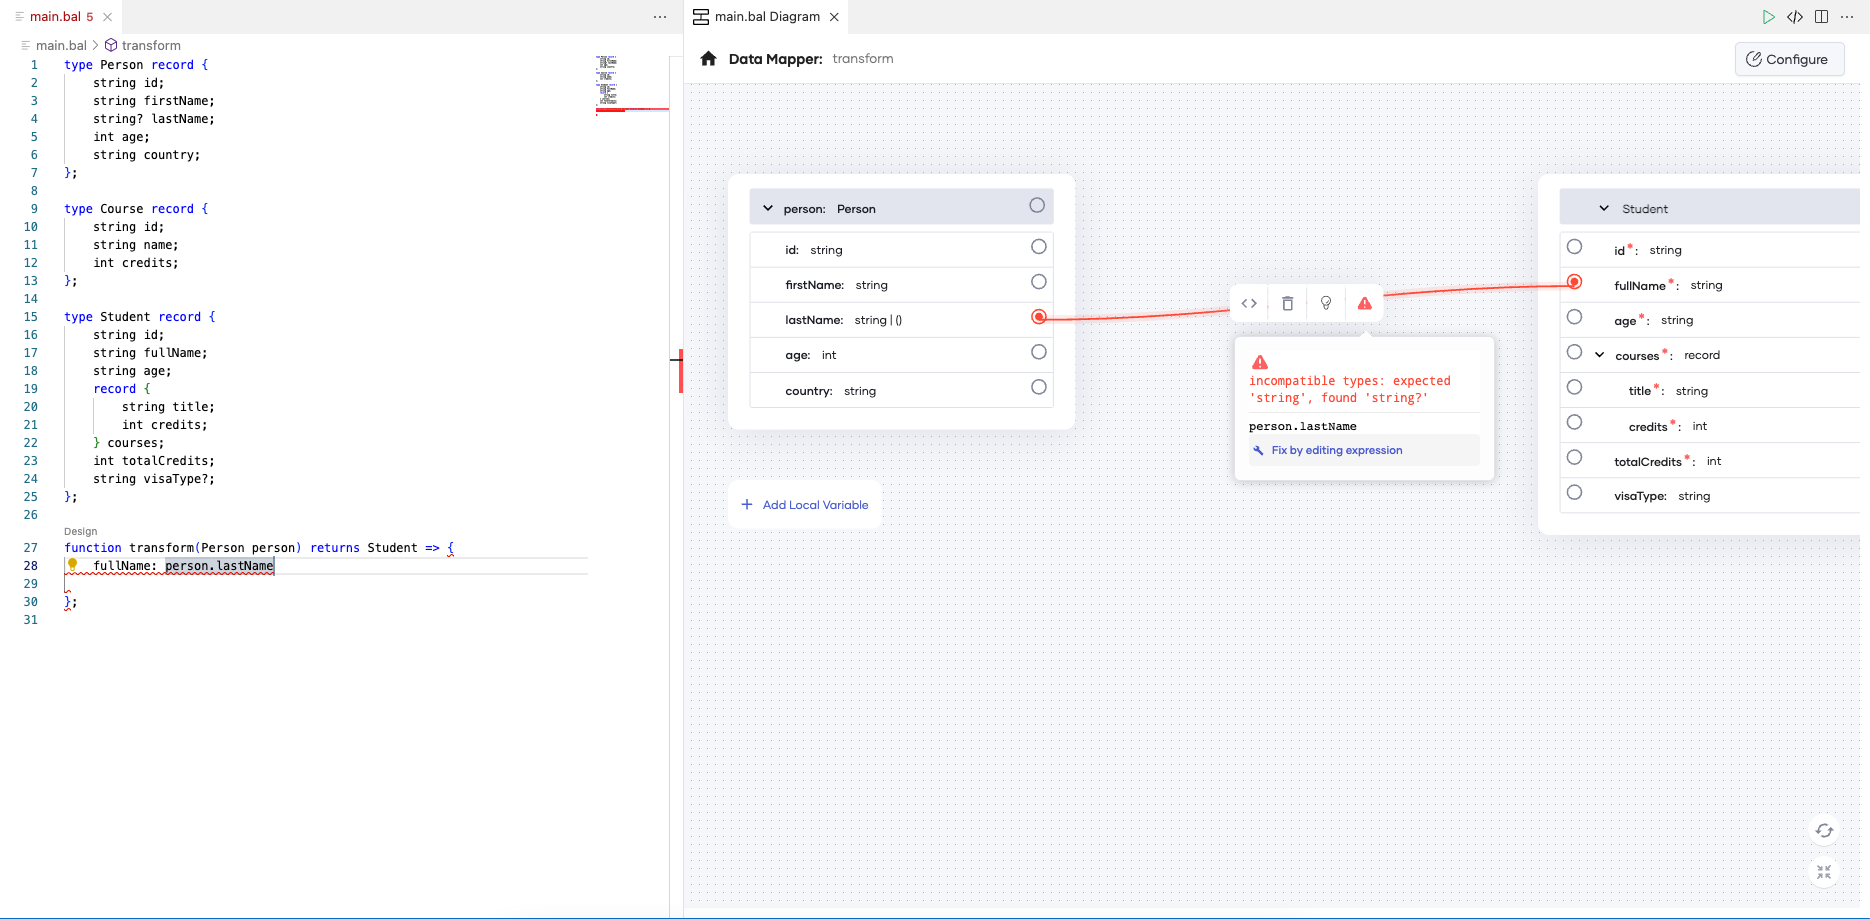 main.bal 5
main.bal > transform
1 type Person record {
2 string id;
3 string firstName;
4 string? lastName;
5 int age;
6 string country;
7 };
8
9 type Course record {
10 string id;
11 string name;
12 int credits;
13 };
14
15 type Student record {
16 string id;
17 string fullName;
18 string age;
19 record {
20 string title;
21 int credits;
22 } courses;
23 int totalCredits;
24 string visaType?;
25 };
26
Design
27 function transform(Person person) returns Student => {
28 fullName: person.lastName
29
30 };
31
main.bal Diagram
Data Mapper: transform
Configure
person: Person
id: string
firstName: string
lastName: string | ()
age: int
country: string
+ Add Local Variable
incompatible types: expected
'string', found 'string?'
person.lastName
Fix by editing expression
Student
id*: string
fullName*: string
age*: string
courses*: record
title*: string
credits*: int
totalCredits*: int
visaType: string